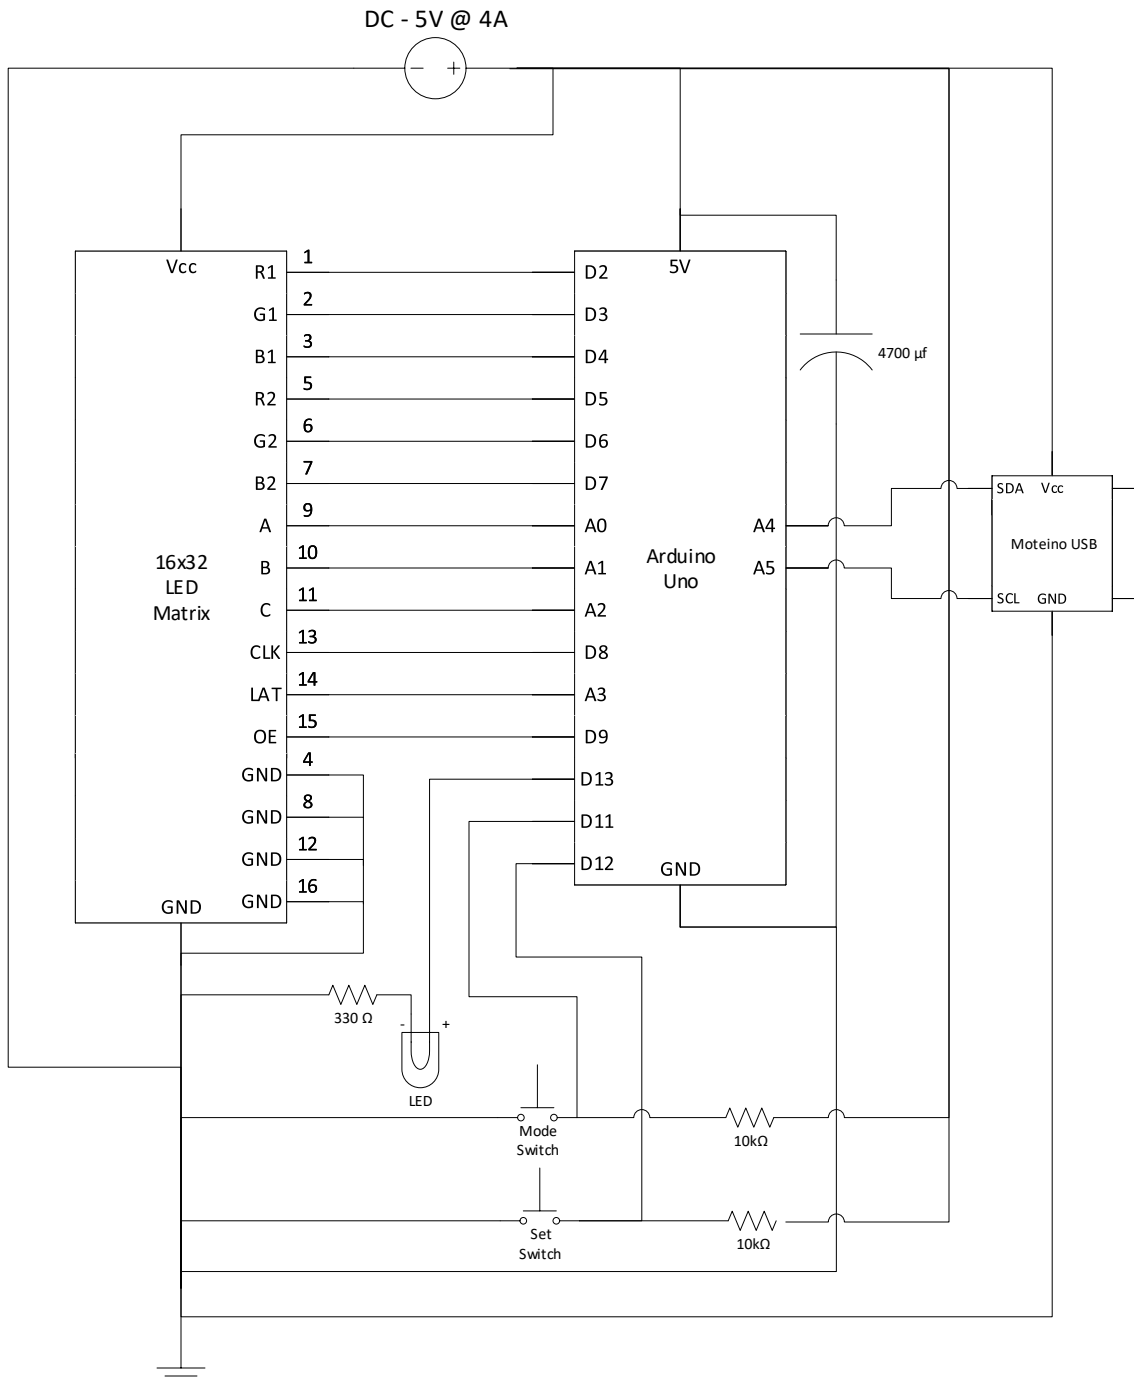 DC - 5V @ 4A
− +
Vcc
5V
R1 1 D2
G1 2 D3
B1 3 D4
4700 µf
R2 5 D5
G2 6 D6
B2 7 D7
SDA Vcc
A 9 A0
A4
Moteino USB
16x32
LED
Matrix
Arduino
Uno
B 10 A1
A5
SCL GND
C 11 A2
CLK 13 D8
LAT 14 A3
OE 15 D9
GND 4
D13
GND 8
D11
GND 12
D12
GND
GND 16
GND
330 Ω
- +
LED
Mode
Switch
10kΩ
Set
Switch
10kΩ